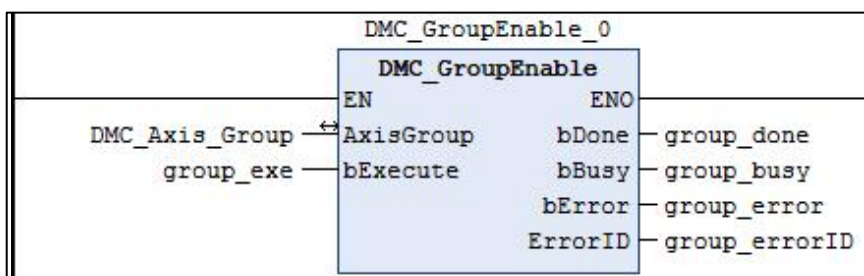 DMC_GroupEnable_0
DMC_GroupEnable
EN ENO
DMC_Axis_Group AxisGroup bDone group_done
group_exe bExecute bBusy group_busy
bError group_error
ErrorID group_errorID